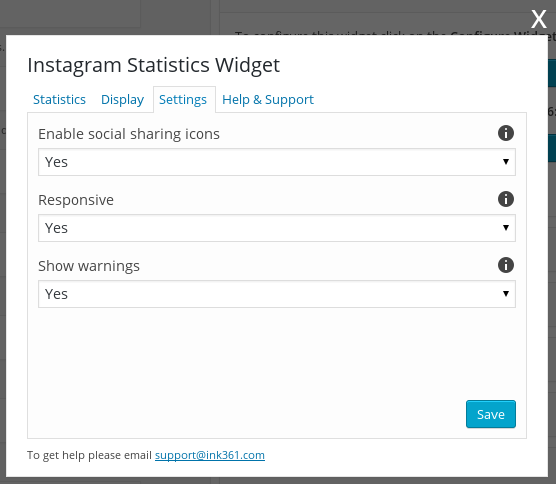 X
To configure this widget click on the Configure Widget
Instagram Statistics Widget
Statistics Display Settings Help & Support
Enable social sharing icons
Yes
Responsive
Yes
Show warnings
Yes
Save
To get help please email support@ink361.com